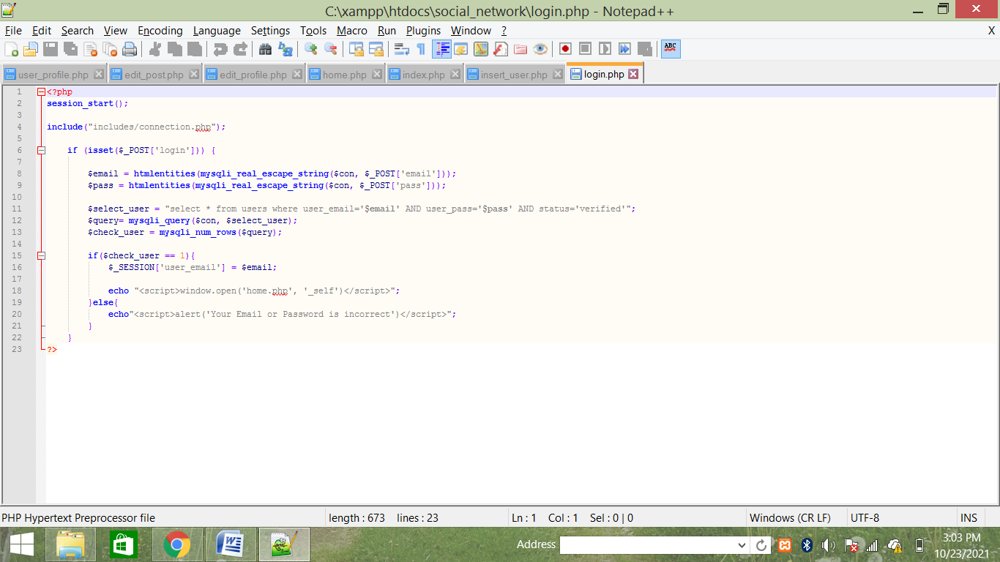 C:\xampp\htdocs\social_network\login.php - Notepad++
File Edit Search View Encoding Language Settings Tools Macro Run Plugins Window ? X
ABC
user_profile.php edit_post.php edit_profile.php home.php index.php insert_user.php login.php
1 <?php
2 session_start();
3
4 include("includes/connection.php");
5
6 if (isset($_POST['login'])) {
7
8 $email = htmlentities(mysqli_real_escape_string($con, $_POST['email']));
9 $pass = htmlentities(mysqli_real_escape_string($con, $_POST['pass']));
10
11 $select_user = "select * from users where user_email='$email' AND user_pass='$pass' AND status='verified'";
12 $query= mysqli_query($con, $select_user);
13 $check_user = mysqli_num_rows($query);
14
15 if($check_user == 1){
16 $_SESSION['user_email'] = $email;
17
18 echo "<script>window.open('home.php', '_self')</script>";
19 }else{
20 echo"<script>alert('Your Email or Password is incorrect')</script>";
21 }
22 }
23 ?>
PHP Hypertext Preprocessor file length : 673 lines : 23 Ln : 1 Col : 1 Sel : 0 | 0 Windows (CR LF) UTF-8 INS
Address
3:03 PM
10/23/2021